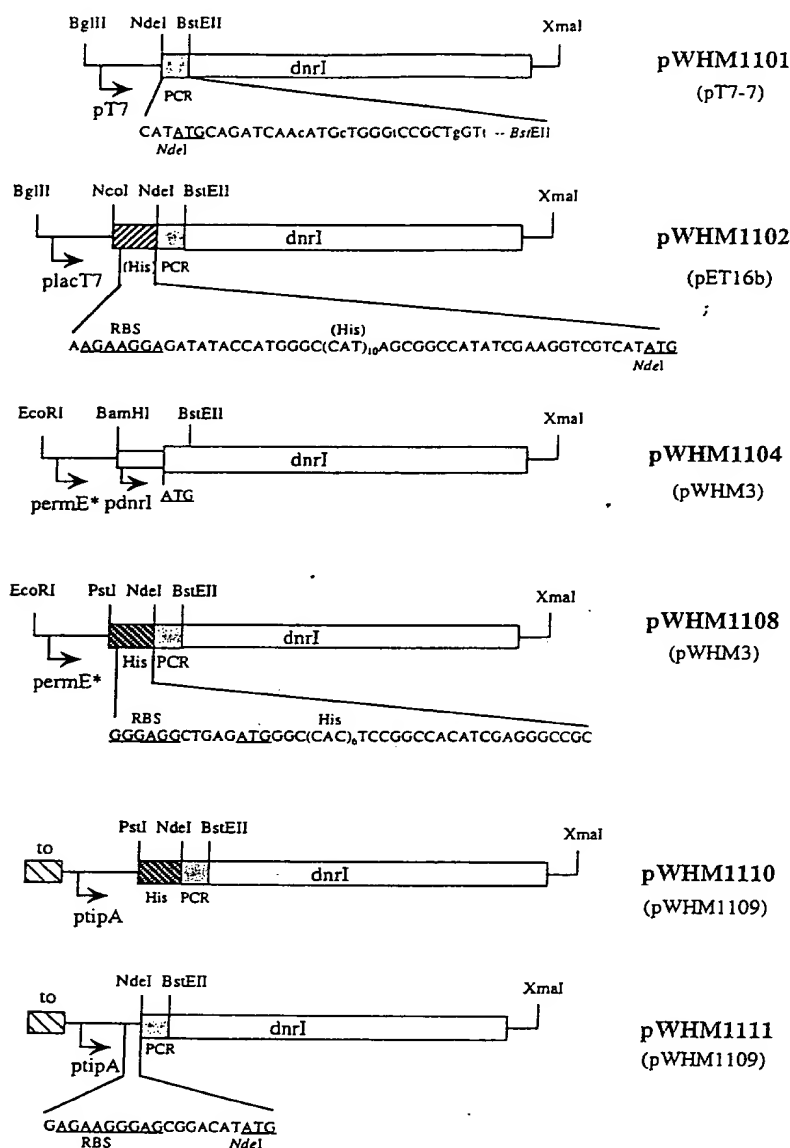 BglII NdeI BstEII XmaI
dnrI
pWHM1101
(pT7-7)
pT7 PCR
CATATGCAGATCAAcATGcTGGGtCCGCTgGTt -- BstEII
NdeI
BglII NcoI NdeI BstEII XmaI
dnrI
pWHM1102
(pET16b)
placT7 (His) PCR
RBS (His)
AAGAAGGAGATATACCATGGGC(CAT)10AGCGGCCATATCGAAGGTCGTCATATG
NdeI
EcoRI BamHI BstEII XmaI
dnrI
pWHM1104
(pWHM3)
permE* pdnrI ATG
EcoRI PstI NdeI BstEII XmaI
dnrI
pWHM1108
(pWHM3)
permE* His PCR
RBS His
GGGAGGCTGAGATGGGC(CAC)6TCCGGCCACATCGAGGGCCGC
to PstI NdeI BstEII XmaI
dnrI
pWHM1110
(pWHM1109)
ptipA His PCR
to NdeI BstEII XmaI
dnrI
pWHM1111
(pWHM1109)
ptipA PCR
GAGAAGGGAGCGGACATATG
RBS NdeI